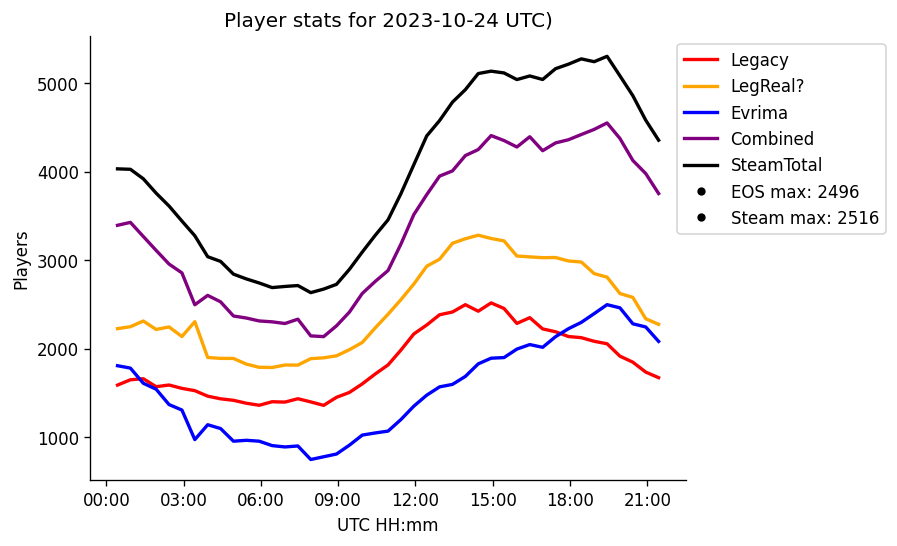 Player stats for 2023-10-24 UTC)
Legacy
LegReal?
Evrima
Combined
SteamTotal
EOS max: 2496
Steam max: 2516
Players
5000
4000
3000
2000
1000
00:00 03:00 06:00 09:00 12:00 15:00 18:00 21:00
UTC HH:mm